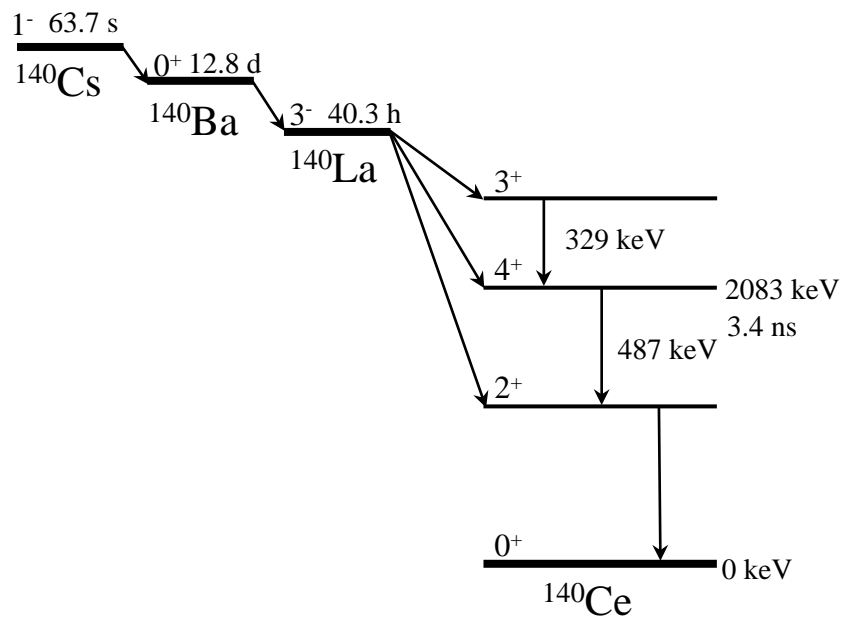 1⁻ 63.7 s
¹⁴⁰Cs
0⁺ 12.8 d
¹⁴⁰Ba
3⁻ 40.3 h
¹⁴⁰La
3⁺
329 keV
4⁺
2083 keV
3.4 ns
487 keV
2⁺
0⁺
0 keV
¹⁴⁰Ce